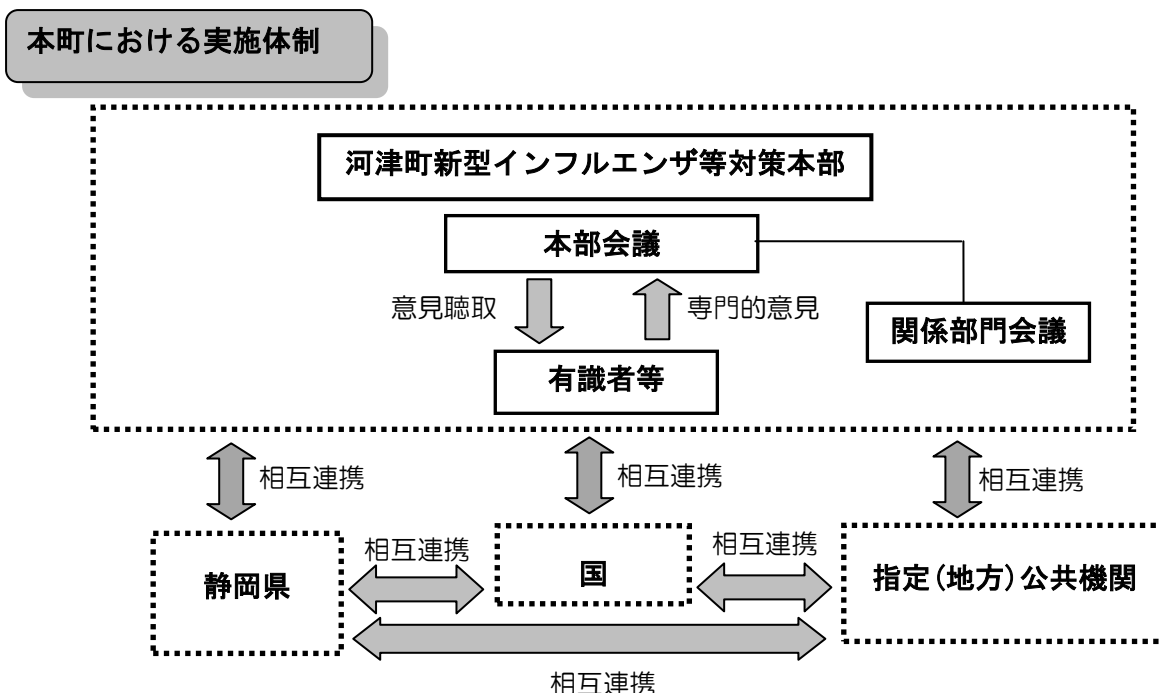 本町における実施体制
河津町新型インフルエンザ等対策本部
本部会議
意見聴取
専門的意見
関係部門会議
有識者等
相互連携
相互連携
相互連携
静岡県
相互連携
国
相互連携
指定(地方)公共機関
相互連携